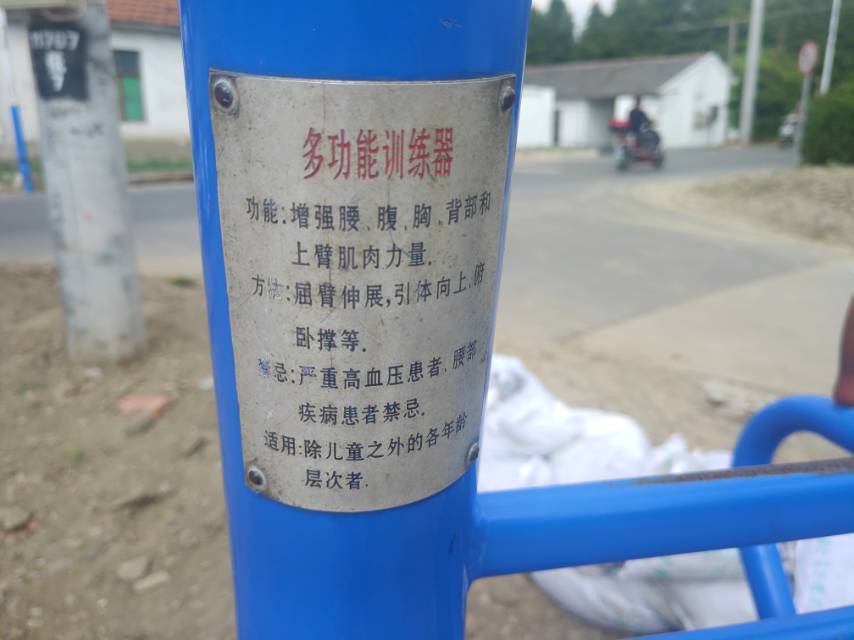 多功能训练器
功能:增强腰、腹、胸、背部和
上臂肌肉力量.
方法:屈臂伸展,引体向上、俯
卧撑等.
禁忌:严重高血压患者、腰部
疾病患者禁忌.
适用:除儿童之外的各年龄
层次者.